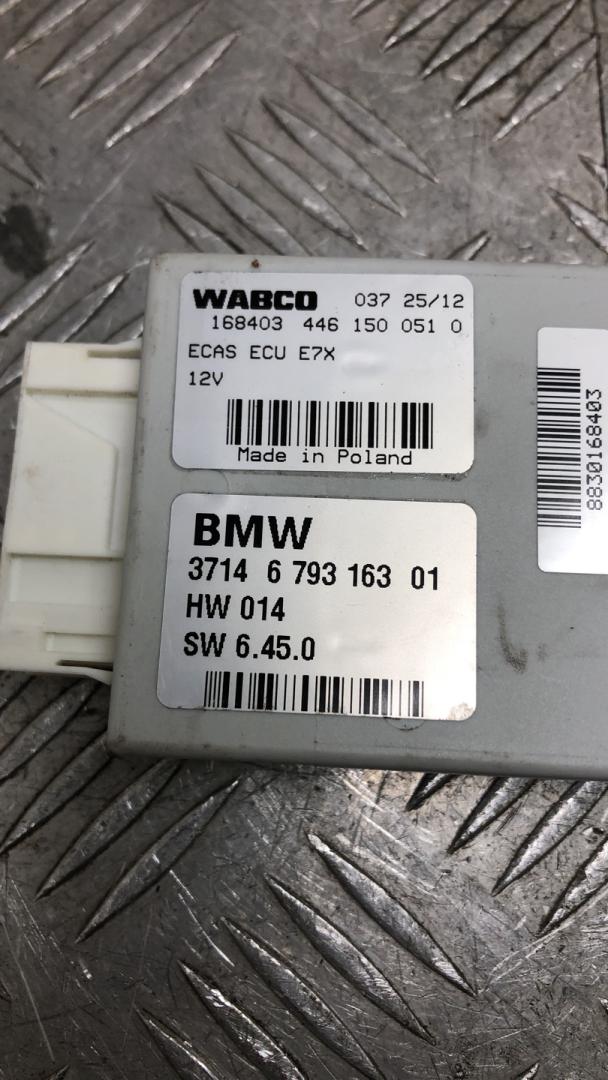 WABCO 037 25/12
168403 446 150 051 0
ECAS ECU E7X
12V
Made in Poland
BMW
3714 6 793 163 01
HW 014
SW 6.45.0
8830168403